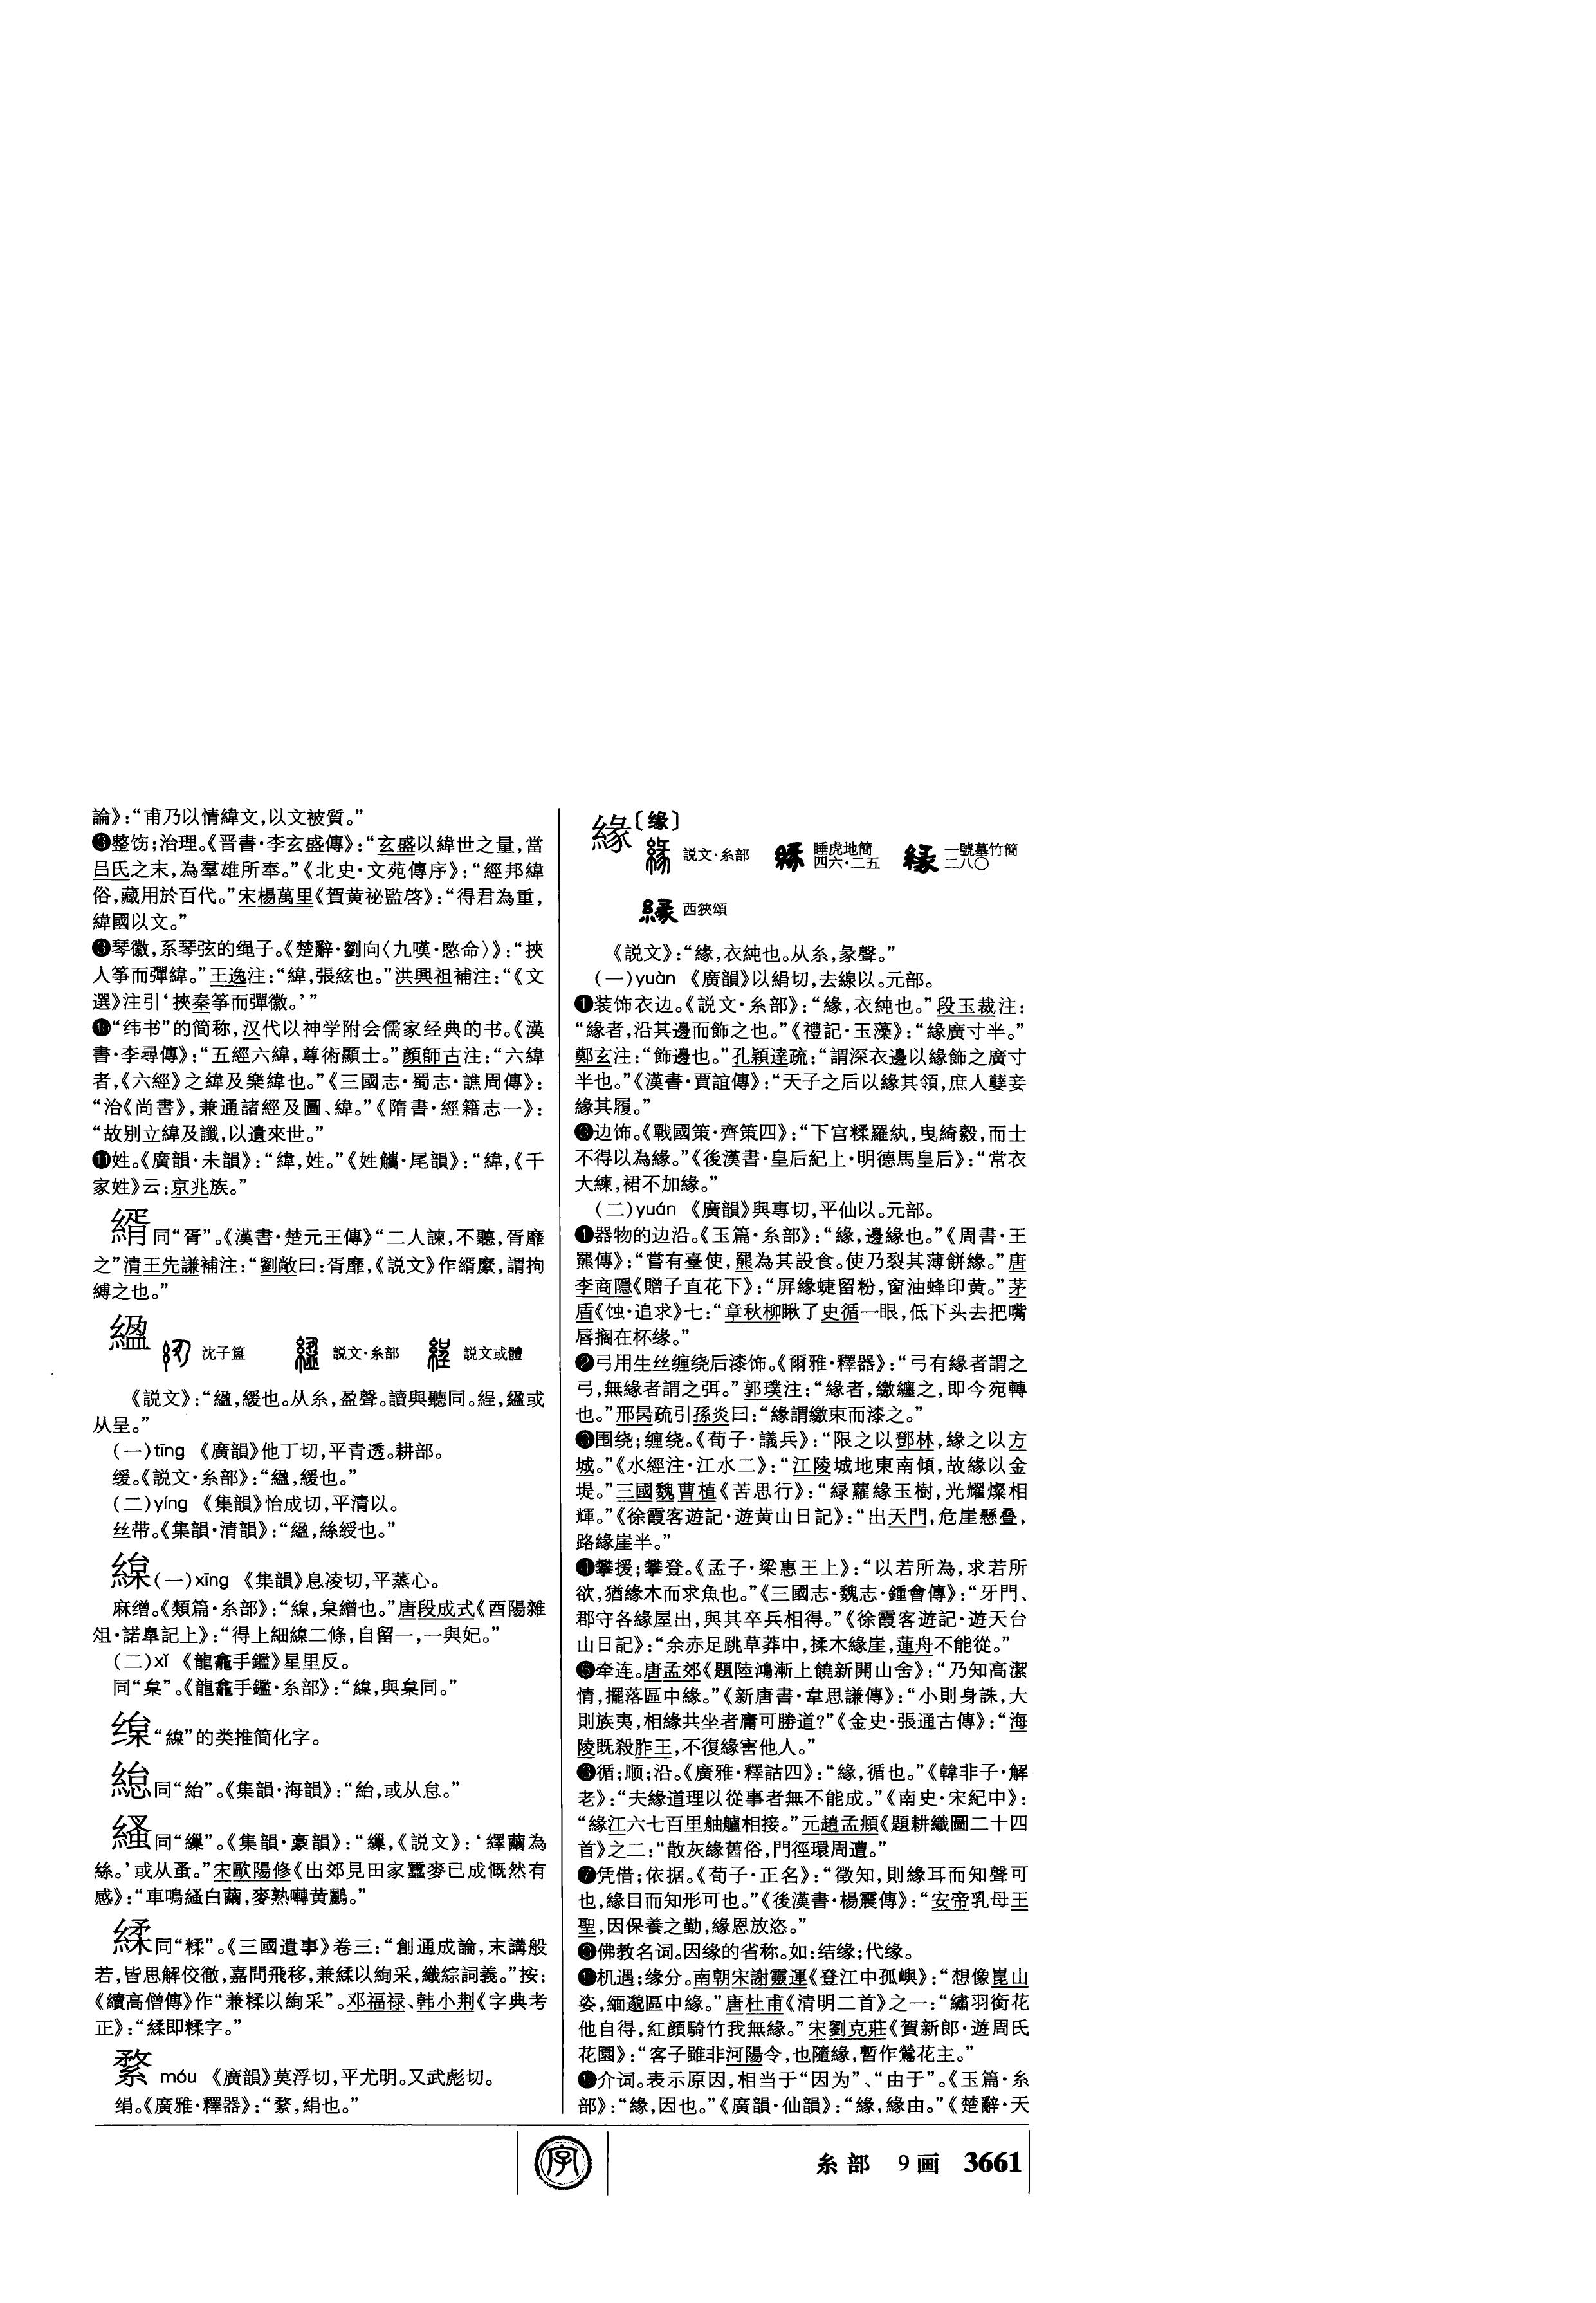 論》：“甫乃以情緯文，以文被質。”
❽整饬；治理。《晋書·李玄盛傳》：“玄盛以緯世之量，當
吕氏之末，為羣雄所奉。”《北史·文苑傳序》：“經邦緯
俗，藏用於百代。”宋楊萬里《賀黄祕監啓》：“得君為重，
緯國以文。”
❾琴徽，系琴弦的绳子。《楚辭·劉向〈九嘆·愍命〉》：“挾
人筝而彈緯。”王逸注：“緯，張絃也。”洪興祖補注：“《文
選》注引‘挾秦筝而彈徽。’”
❿“纬书”的简称，汉代以神学附会儒家经典的书。《漢
書·李尋傳》：“五經六緯，尊術顯士。”顔師古注：“六緯
者，《六經》之緯及樂緯也。”《三國志·蜀志·譙周傳》：
“治《尚書》，兼通諸經及圖、緯。”《隋書·經籍志一》：
“故别立緯及讖，以遺來世。”
⓫姓。《廣韻·未韻》：“緯，姓。”《姓觿·尾韻》：“緯，《千
家姓》云：京兆族。”
縃同“胥”。《漢書·楚元王傳》“二人諫，不聽，胥靡
之”清王先謙補注：“劉敞曰：胥靡，《説文》作縃縻，謂拘
縛之也。”
縕 沈子簋 説文·糸部 説文或體
《説文》：“緼，緩也。从糸，盈聲。讀與聽同。䋼，緼或
从呈。”
（一）tīng 《廣韻》他丁切，平青透。耕部。
缓。《説文·糸部》：“緼，緩也。”
（二）yíng 《集韻》怡成切，平清以。
丝带。《集韻·清韻》：“緼，絲綬也。”
緥（一）xīng 《集韻》息凌切，平蒸心。
麻缯。《類篇·糸部》：“線，枲繒也。”唐段成式《酉陽雜
俎·諾皐記上》：“得上細線二條，自留一，一與妃。”
（二）xǐ 《龍龕手鑑》星里反。
同“枲”。《龍龕手鑑·糸部》：“，與枲同。”
“”的类推简化字。
同“紿”。《集韻·海韻》：“紿，或从怠。”
縚同“繅”。《集韻·豪韻》：“繅，《説文》：‘繹繭為
絲。’或从蚤。”宋歐陽修《出郊見田家蠶麥已成慨然有
感》：“車鳴繅白繭，麥熟囀黄鸝。”
緑同“糅”。《三國遺事》卷三：“創通成論，末講般
若，皆思解佼徹，嘉問飛移，兼緑以絢采，織綜詞義。”按：
《續高僧傳》作“兼糅以絢采”。邓福禄、韩小荆《字典考
正》：“緑即糅字。”
䋷 móu 《廣韻》莫浮切，平尤明。又武彪切。
绢。《廣雅·釋器》：“䋷，絹也。”
緣〔缘〕
説文·糸部 睡虎地簡 四六·二五 一號墓竹簡 二八〇
西狹頌
《説文》：“緣，衣純也。从糸，彖聲。”
（一）yuàn 《廣韻》以絹切，去線以。元部。
❶装饰衣边。《説文·糸部》：“緣，衣純也。”段玉裁注：
“緣者，沿其邊而飾之也。”《禮記·玉藻》：“緣廣寸半。”
鄭玄注：“飾邊也。”孔穎達疏：“謂深衣邊以緣飾之廣寸
半也。”《漢書·賈誼傳》：“天子之后以緣其領，庶人孽妾
緣其履。”
❷边饰。《戰國策·齊策四》：“下宫糅羅紈，曳綺縠，而士
不得以為緣。”《後漢書·皇后紀上·明德馬皇后》：“常衣
大練，裙不加緣。”
（二）yuán 《廣韻》與專切，平仙以。元部。
❶器物的边沿。《玉篇·糸部》：“緣，邊緣也。”《周書·王
羆傳》：“嘗有臺使，羆為其設食。使乃裂其薄餅緣。”唐
李商隱《贈子直花下》：“屏緣蜨留粉，窗油蜂印黄。”茅
盾《蚀·追求》七：“章秋柳瞅了史循一眼，低下头去把嘴
唇搁在杯缘。”
❷弓用生丝缠绕后漆饰。《爾雅·釋器》：“弓有緣者謂之
弓，無緣者謂之弭。”郭璞注：“緣者，繳纏之，即今宛轉
也。”邢昺疏引孫炎曰：“緣謂繳束而漆之。”
❸围绕；缠绕。《荀子·議兵》：“限之以鄧林，緣之以方
城。”《水經注·江水二》：“江陵城地東南傾，故緣以金
堤。”三國魏曹植《苦思行》：“緑蘿緣玉樹，光耀燦相
輝。”《徐霞客遊記·遊黄山日記》：“出天門，危崖懸叠，
路緣崖半。”
❹攀援；攀登。《孟子·梁惠王上》：“以若所為，求若所
欲，猶緣木而求魚也。”《三國志·魏志·鍾會傳》：“牙門、
郡守各緣屋出，與其卒兵相得。”《徐霞客遊記·遊天台
山日記》：“余赤足跳草莽中，揉木緣崖，蓮舟不能從。”
❺牵连。唐孟郊《題陸鴻漸上饒新開山舍》：“乃知高潔
情，擺落區中緣。”《新唐書·韋思謙傳》：“小則身誅，大
則族夷，相緣共坐者庸可勝道?”《金史·張通古傳》：“海
陵既殺胙王，不復緣害他人。”
❻循；顺；沿。《廣雅·釋詁四》：“緣，循也。”《韓非子·解
老》：“夫緣道理以從事者無不能成。”《南史·宋紀中》：
“緣江六七百里舳艫相接。”元趙孟頫《題耕織圖二十四
首》之二：“散灰緣舊俗，門徑環周遭。”
❼凭借；依据。《荀子·正名》：“徵知，則緣耳而知聲可
也，緣目而知形可也。”《後漢書·楊震傳》：“安帝乳母王
聖，因保養之勤，緣恩放恣。”
❽佛教名词。因缘的省称。如：结缘；代缘。
❾机遇；缘分。南朝宋謝靈運《登江中孤嶼》：“想像崑山
姿，緬邈區中緣。”唐杜甫《清明二首》之一：“繡羽銜花
他自得，紅顔騎竹我無緣。”宋劉克莊《賀新郎·遊周氏
花園》：“客子雖非河陽令，也隨緣，暫作鶯花主。”
❿介词。表示原因，相当于“因为”、“由于”。《玉篇·糸
部》：“緣，因也。”《廣韻·仙韻》：“緣，緣由。”《楚辭·天
字
糸部 9画 3661